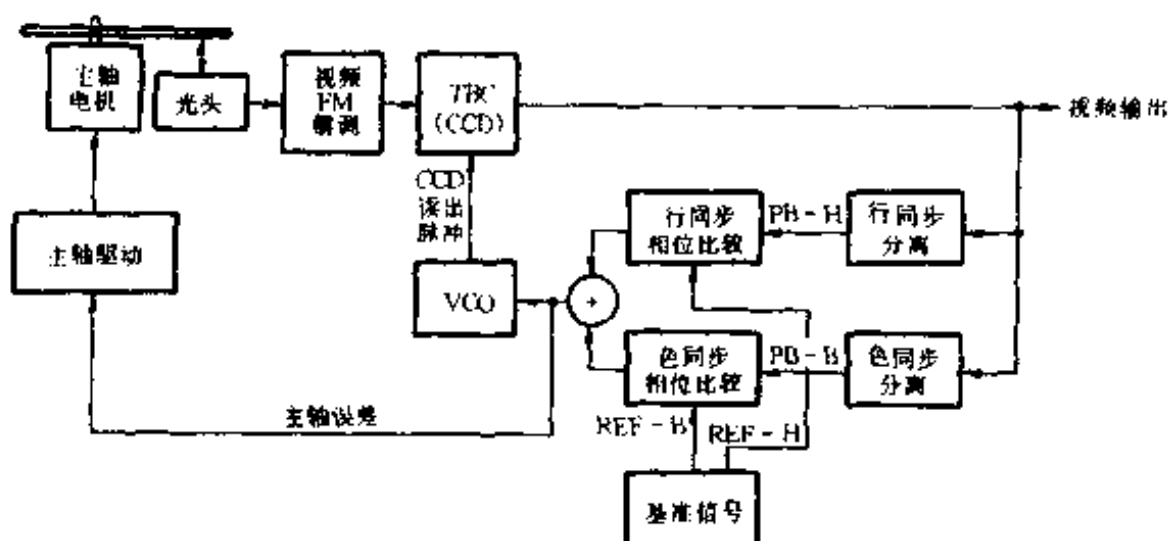 主轴
电机
光头
视频
FM
解测
TBC
(CCD)
视频输出
CCD
读出
脉冲
行同步
相位比较
PB-H
行同步
分离
主轴驱动
VCO
+
色同步
相位比较
PB-B
色同步
分离
主轴误差
REF-B
REF-H
基准信号